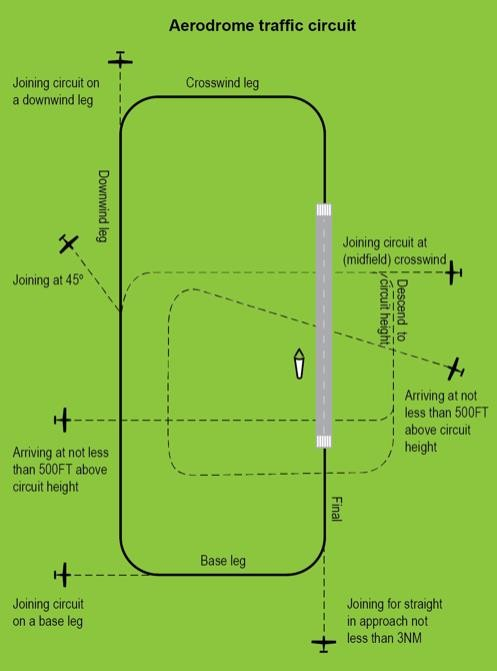 Aerodrome traffic circuit
Joining circuit on
a downwind leg
Crosswind leg
Downwind leg
Joining circuit at
(midfield) crosswind
Joining at 45º
Descend to
circuit height
Arriving at not
less than 500FT
above circuit
height
Arriving at not less
than 500FT above
circuit height
Final
Base leg
Joining circuit
on a base leg
Joining for straight
in approach not
less than 3NM